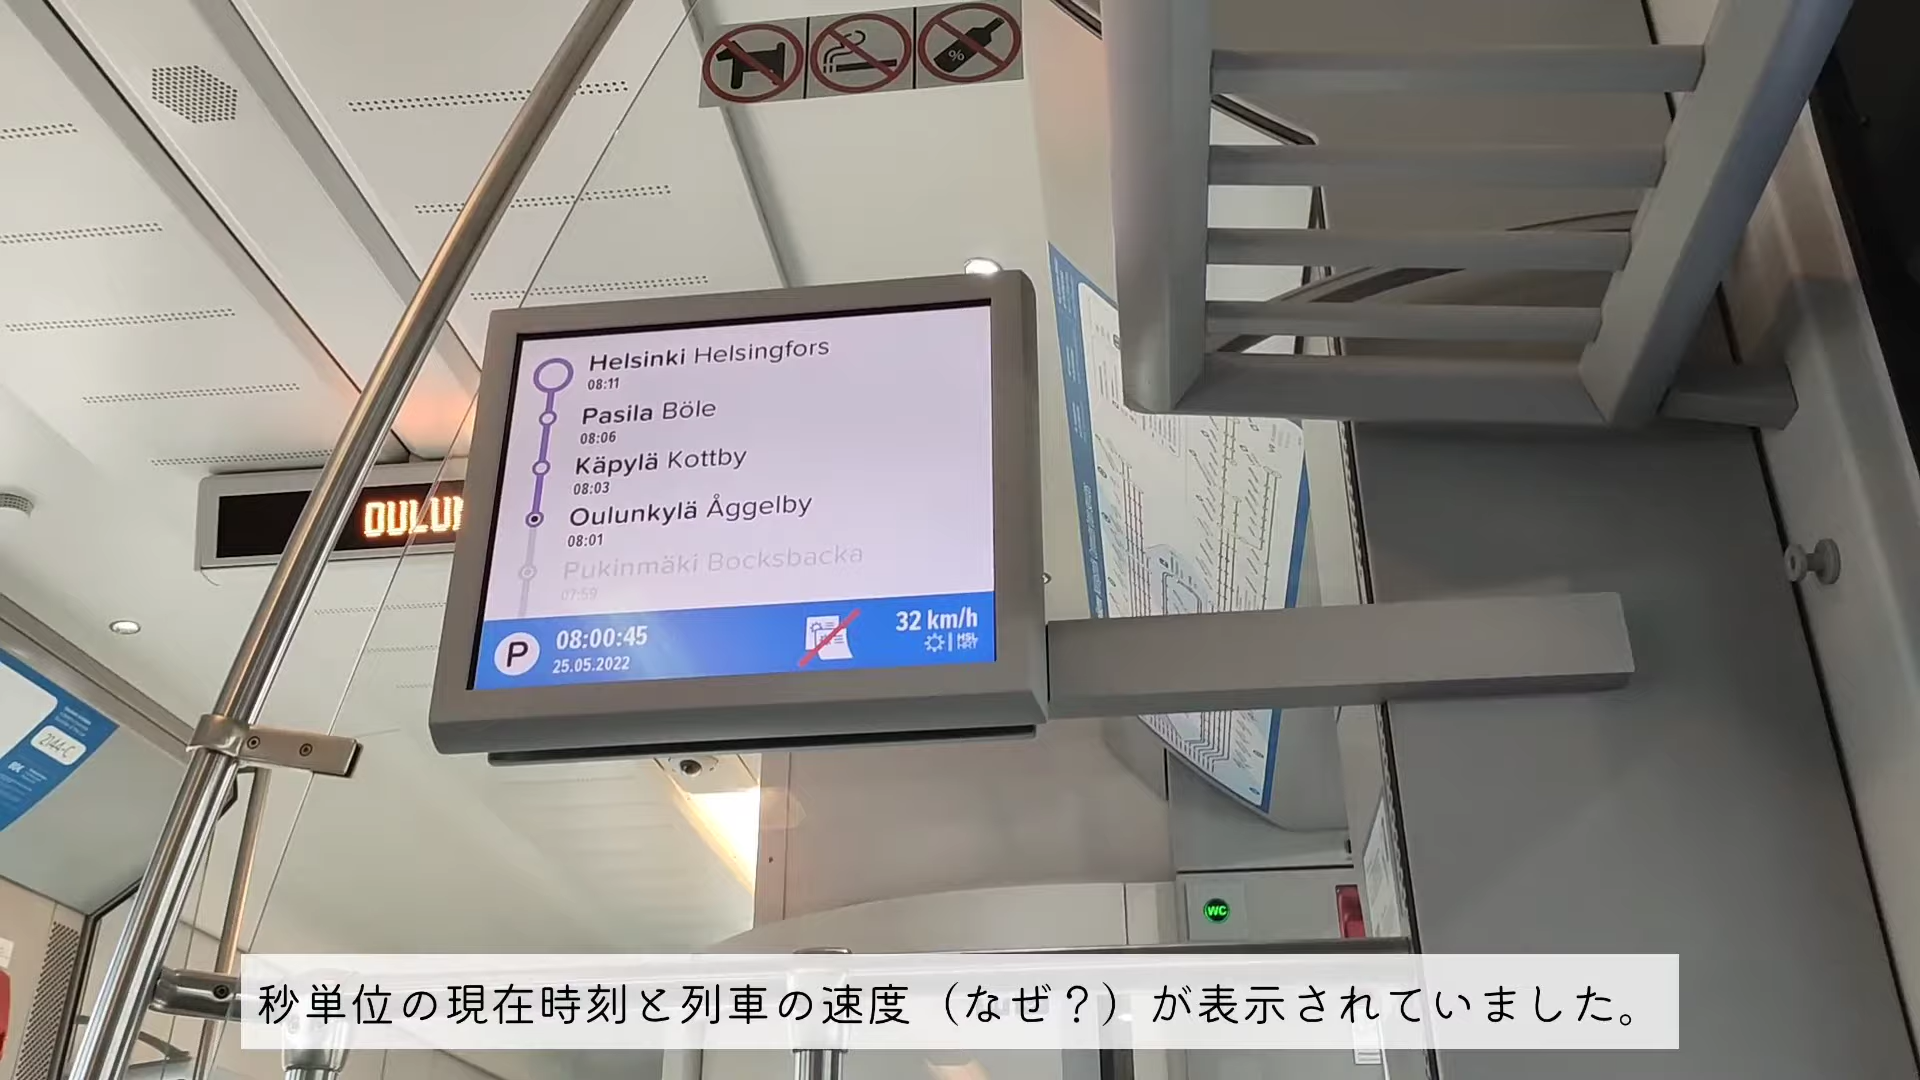 %
Helsinki Helsingfors
08:11
Pasila Böle
08:06
Käpylä Kottby
08:03
OULUN
Oulunkylä Åggelby
08:01
Pukinmäki Bocksbacka
07:59
P 08:00:45 32 km/h
25.05.2022 HSL
HRT
WC
秒単位の現在時刻と列車の速度（なぜ？）が表示されていました。